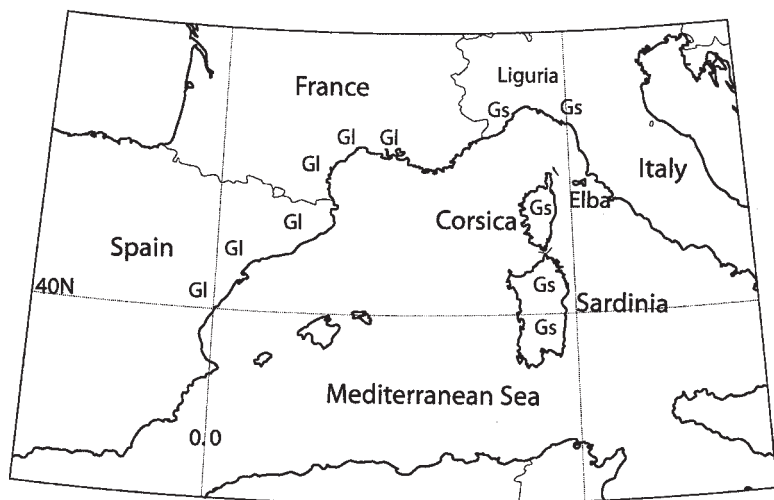 Liguria
France
Gs
Gs
Gl
Gl
Gl
Italy
Elba
Gs
Corsica
Gl
Spain
Gl
40N
Gl
Gs
Sardinia
Gs
Mediterranean Sea
0.0